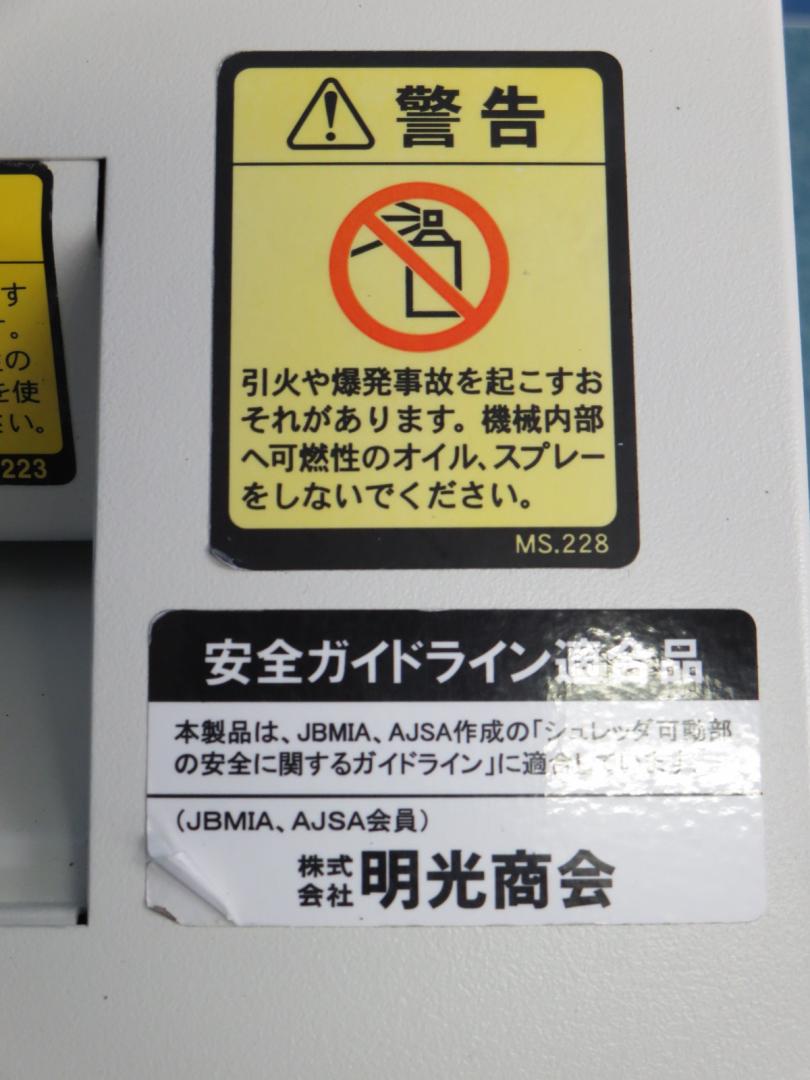 警告
引火や爆発事故を起こすお
それがあります。機械内部
へ可燃性のオイル、スプレー
をしないでください。
MS.228
す
。
の
を使
い。
223
安全ガイドライン適合品
本製品は、JBMIA、AJSA作成の「シュレッダ可動部
の安全に関するガイドライン」に適合しています。
(JBMIA、AJSA会員)
株式
会社 明光商会